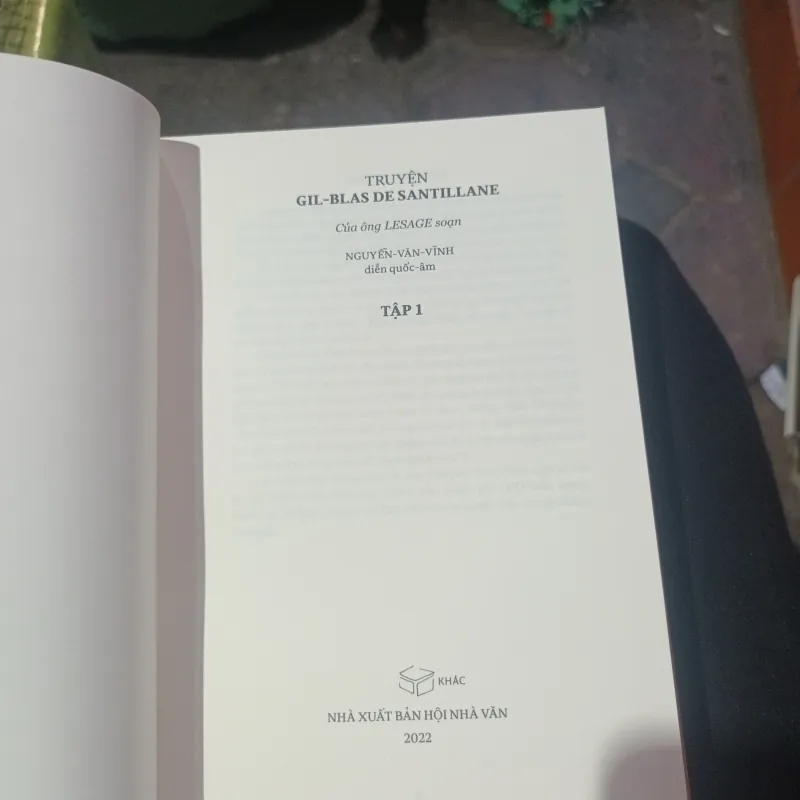 TRUYỆN
GIL-BLAS DE SANTILLANE
Của ông LESAGE soạn
NGUYỄN-VĂN-VĨNH
diễn quốc-âm
TẬP 1
KHÁC
NHÀ XUẤT BẢN HỘI NHÀ VĂN
2022